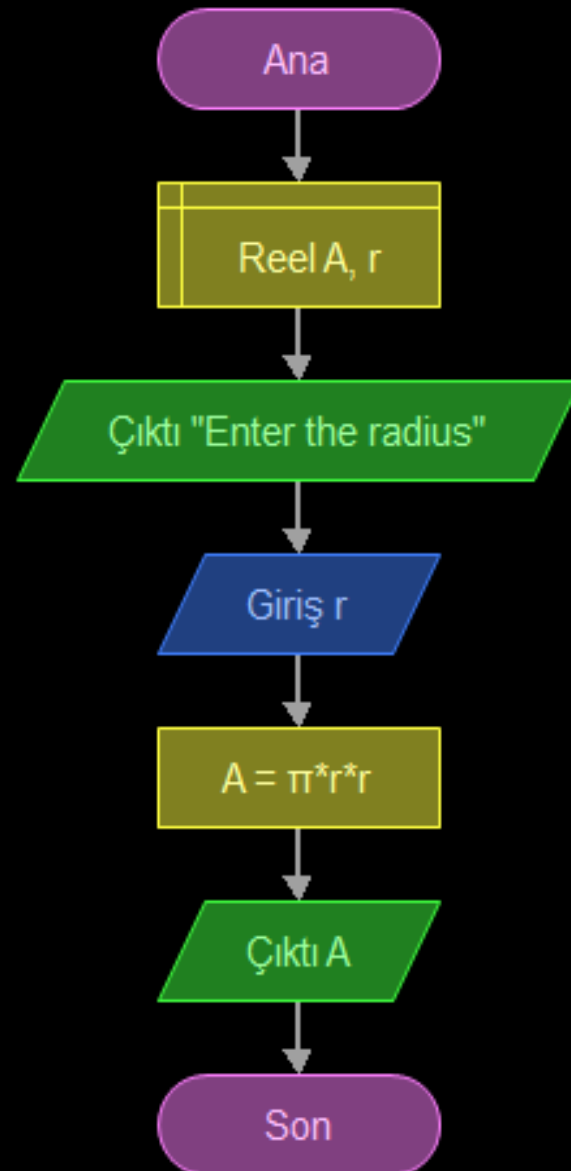 Ana
Reel A, r
Çıktı "Enter the radius"
Giriş r
A = π*r*r
Çıktı A
Son